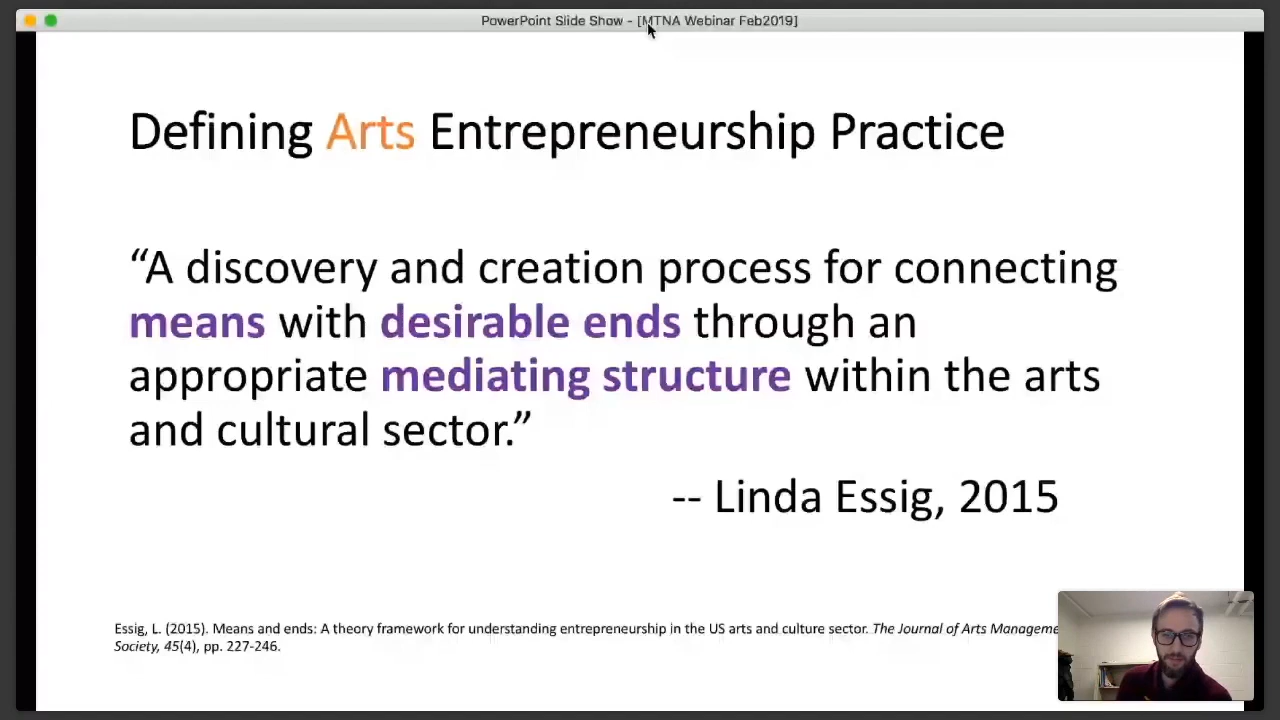 PowerPoint Slide Show - [MTNA Webinar Feb2019]
Defining Arts Entrepreneurship Practice
“A discovery and creation process for connecting
means with desirable ends through an
appropriate mediating structure within the arts
and cultural sector.”
-- Linda Essig, 2015
Essig, L. (2015). Means and ends: A theory framework for understanding entrepreneurship in the US arts and culture sector. The Journal of Arts
Society, 45(4), pp. 227-246.